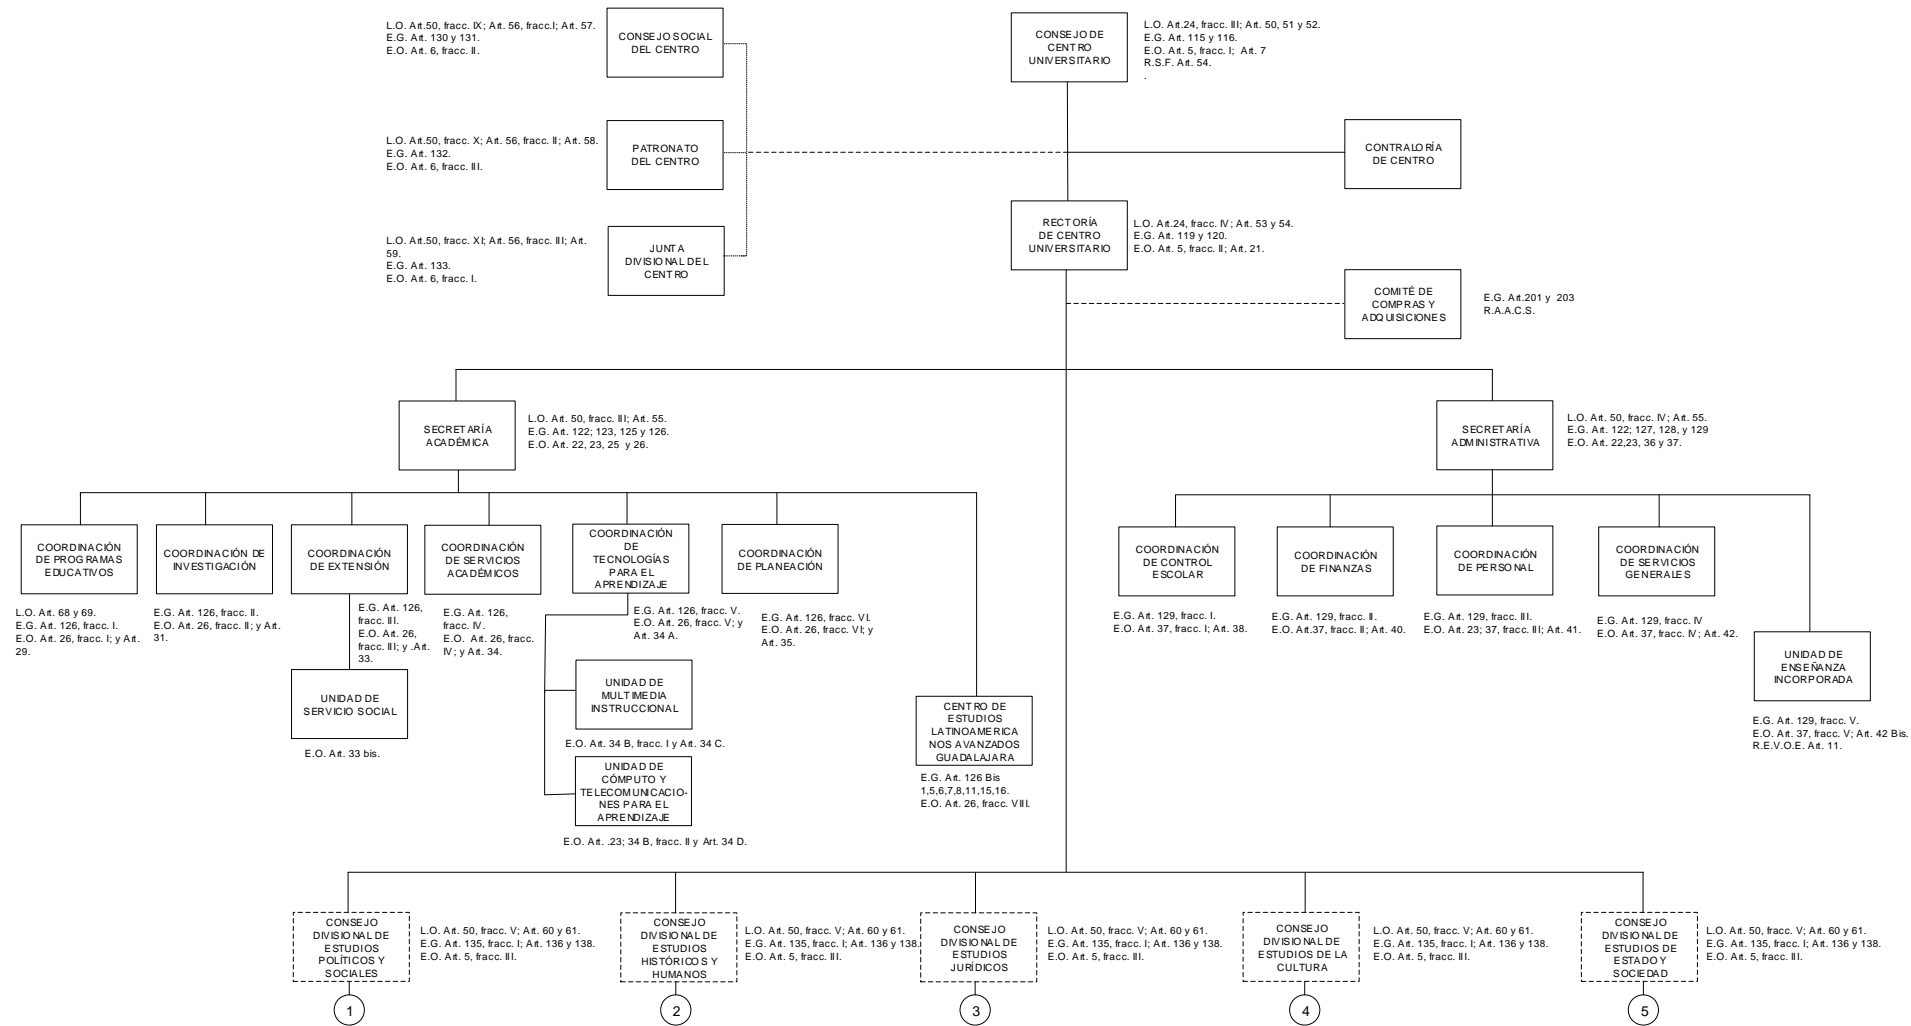 L.O. Art.50, fracc. IX; Art. 56, fracc.I; Art. 57.
E.G. Art. 130 y 131.
E.O. Art. 6, fracc. II.
CONSEJO SOCIAL
DEL CENTRO
CONSEJO DE
CENTRO
UNIVERSITARIO
L.O. Art.24, fracc. III; Art. 50, 51 y 52.
E.G. Art. 115 y 116.
E.O. Art. 5, fracc. I; Art. 7
R.S.F. Art. 54.
.
L.O. Art.50, fracc. X; Art. 56, fracc. II; Art. 58.
E.G. Art. 132.
E.O. Art. 6, fracc. III.
PATRONATO
DEL CENTRO
CONTRALORÍA
DE CENTRO
L.O. Art.50, fracc. XI; Art. 56, fracc. III; Art.
59.
E.G. Art. 133.
E.O. Art. 6, fracc. I.
JUNTA
DIVISIONAL DEL
CENTRO
RECTORÍA
DE CENTRO
UNIVERSITARIO
L.O. Art.24, fracc. IV; Art. 53 y 54.
E.G. Art. 119 y 120.
E.O. Art. 5, fracc. II; Art. 21.
COMITÉ DE
COMPRAS Y
ADQUISICIONES
E.G. Art.201 y 203
R.A.A.C.S.
SECRETARÍA
ACADÉMICA
L.O. Art. 50, fracc. III; Art. 55.
E.G. Art. 122; 123, 125 y 126.
E.O. Art. 22, 23, 25 y 26.
SECRETARÍA
ADMINISTRATIVA
L.O. Art. 50, fracc. IV; Art. 55.
E.G. Art. 122; 127, 128, y 129
E.O. Art. 22,23, 36 y 37.
COORDINACIÓN
DE PROGRAMAS
EDUCATIVOS
L.O. Art. 68 y 69.
E.G. Art. 126, fracc. I.
E.O. Art. 26, fracc. I; y Art.
29.
COORDINACIÓN DE
INVESTIGACIÓN
E.G. Art. 126, fracc. II.
E.O. Art. 26, fracc. II; y Art.
31.
COORDINACIÓN
DE EXTENSIÓN
E.G. Art. 126,
fracc. III.
E.O. Art. 26,
fracc. III; y .Art.
33.
COORDINACIÓN
DE SERVICIOS
ACADÉMICOS
E.G. Art. 126,
fracc. IV.
E.O. Art. 26, fracc.
IV; y Art. 34.
COORDINACIÓN
DE
TECNOLOGÍAS
PARA EL
APRENDIZAJE
E.G. Art. 126, fracc. V.
E.O. Art. 26, fracc. V; y
Art. 34 A.
COORDINACIÓN
DE PLANEACIÓN
E.G. Art. 126, fracc. VI.
E.O. Art. 26, fracc. VI; y
Art. 35.
COORDINACIÓN
DE CONTROL
ESCOLAR
E.G. Art. 129, fracc. I.
E.O. Art. 37, fracc. I; Art. 38.
COORDINACIÓN
DE FINANZAS
E.G. Art. 129, fracc. II.
E.O. Art.37, fracc. II; Art. 40.
COORDINACIÓN
DE PERSONAL
E.G. Art. 129, fracc. III.
E.O. Art. 23; 37, fracc. III; Art. 41.
COORDINACIÓN
DE SERVICIOS
GENERALES
E.G. Art. 129, fracc. IV
E.O. Art. 37, fracc. IV; Art. 42.
UNIDAD DE
ENSEÑANZA
INCORPORADA
E.G. Art. 129, fracc. V.
E.O. Art. 37, fracc. V; Art. 42 Bis.
R.E.V.O.E. Art. 11.
UNIDAD DE
SERVICIO SOCIAL
E.O. Art. 33 bis.
UNIDAD DE
MULTIMEDIA
INSTRUCCIONAL
E.O. Art. 34 B, fracc. I y Art. 34 C.
UNIDAD DE
CÓMPUTO Y
TELECOMUNICACIO-
NES PARA EL
APRENDIZAJE
E.O. Art. .23; 34 B, fracc. II y Art. 34 D.
CENTRO DE
ESTUDIOS
LATINOAMERICA
NOS AVANZADOS
GUADALAJARA
E.G. Art. 126 Bis
1,5,6,7,8,11,15,16.
E.O. Art. 26, fracc. VIII.
CONSEJO
DIVISIONAL DE
ESTUDIOS
POLÍTICOS Y
SOCIALES
L.O. Art. 50, fracc. V; Art. 60 y 61.
E.G. Art. 135, fracc. I; Art. 136 y 138.
E.O. Art. 5, fracc. III.
1
CONSEJO
DIVISIONAL DE
ESTUDIOS
HISTÓRICOS Y
HUMANOS
L.O. Art. 50, fracc. V; Art. 60 y 61.
E.G. Art. 135, fracc. I; Art. 136 y 138.
E.O. Art. 5, fracc. III.
2
CONSEJO
DIVISIONAL DE
ESTUDIOS
JURÍDICOS
L.O. Art. 50, fracc. V; Art. 60 y 61.
E.G. Art. 135, fracc. I; Art. 136 y 138.
E.O. Art. 5, fracc. III.
3
CONSEJO
DIVISIONAL DE
ESTUDIOS DE LA
CULTURA
L.O. Art. 50, fracc. V; Art. 60 y 61.
E.G. Art. 135, fracc. I; Art. 136 y 138.
E.O. Art. 5, fracc. III.
4
CONSEJO
DIVISIONAL DE
ESTUDIOS DE
ESTADO Y
SOCIEDAD
L.O. Art. 50, fracc. V; Art. 60 y 61.
E.G. Art. 135, fracc. I; Art. 136 y 138.
E.O. Art. 5, fracc. III.
5